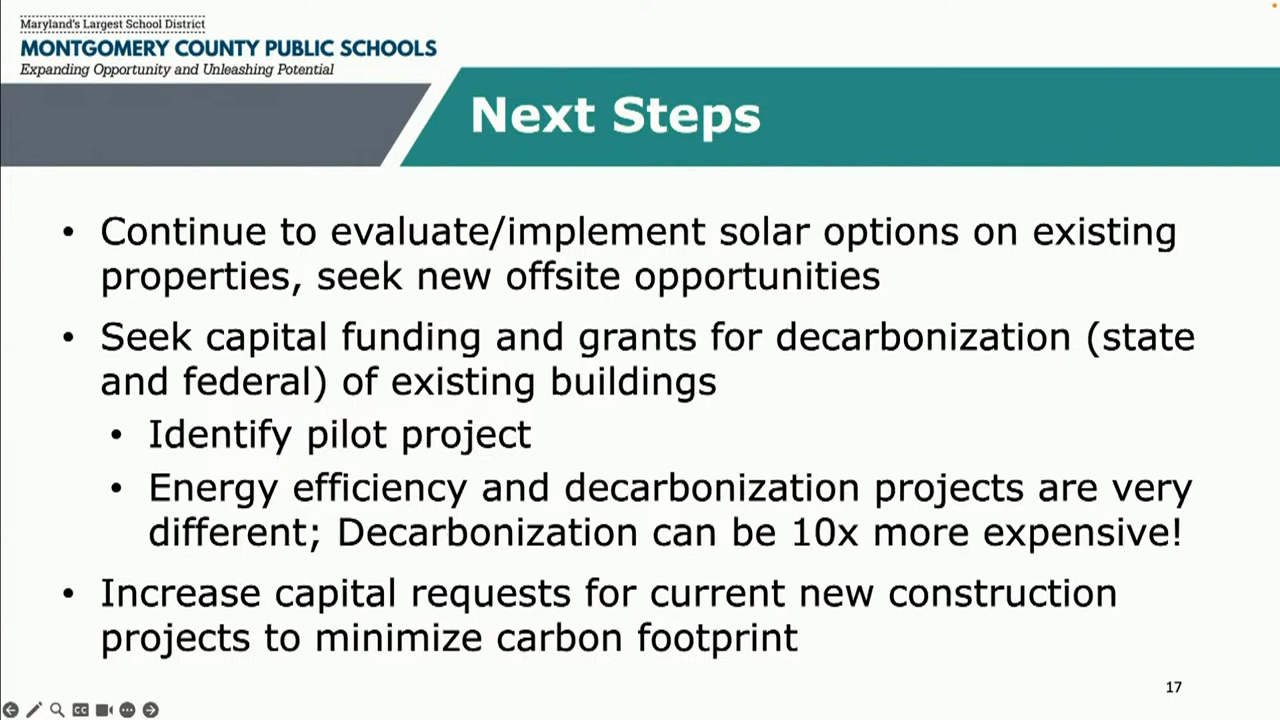 Maryland's Largest School District
MONTGOMERY COUNTY PUBLIC SCHOOLS
Expanding Opportunity and Unleashing Potential
Next Steps
• Continue to evaluate/implement solar options on existing
properties, seek new offsite opportunities
• Seek capital funding and grants for decarbonization (state
and federal) of existing buildings
• Identify pilot project
• Energy efficiency and decarbonization projects are very
different; Decarbonization can be 10x more expensive!
• Increase capital requests for current new construction
projects to minimize carbon footprint
17
CC